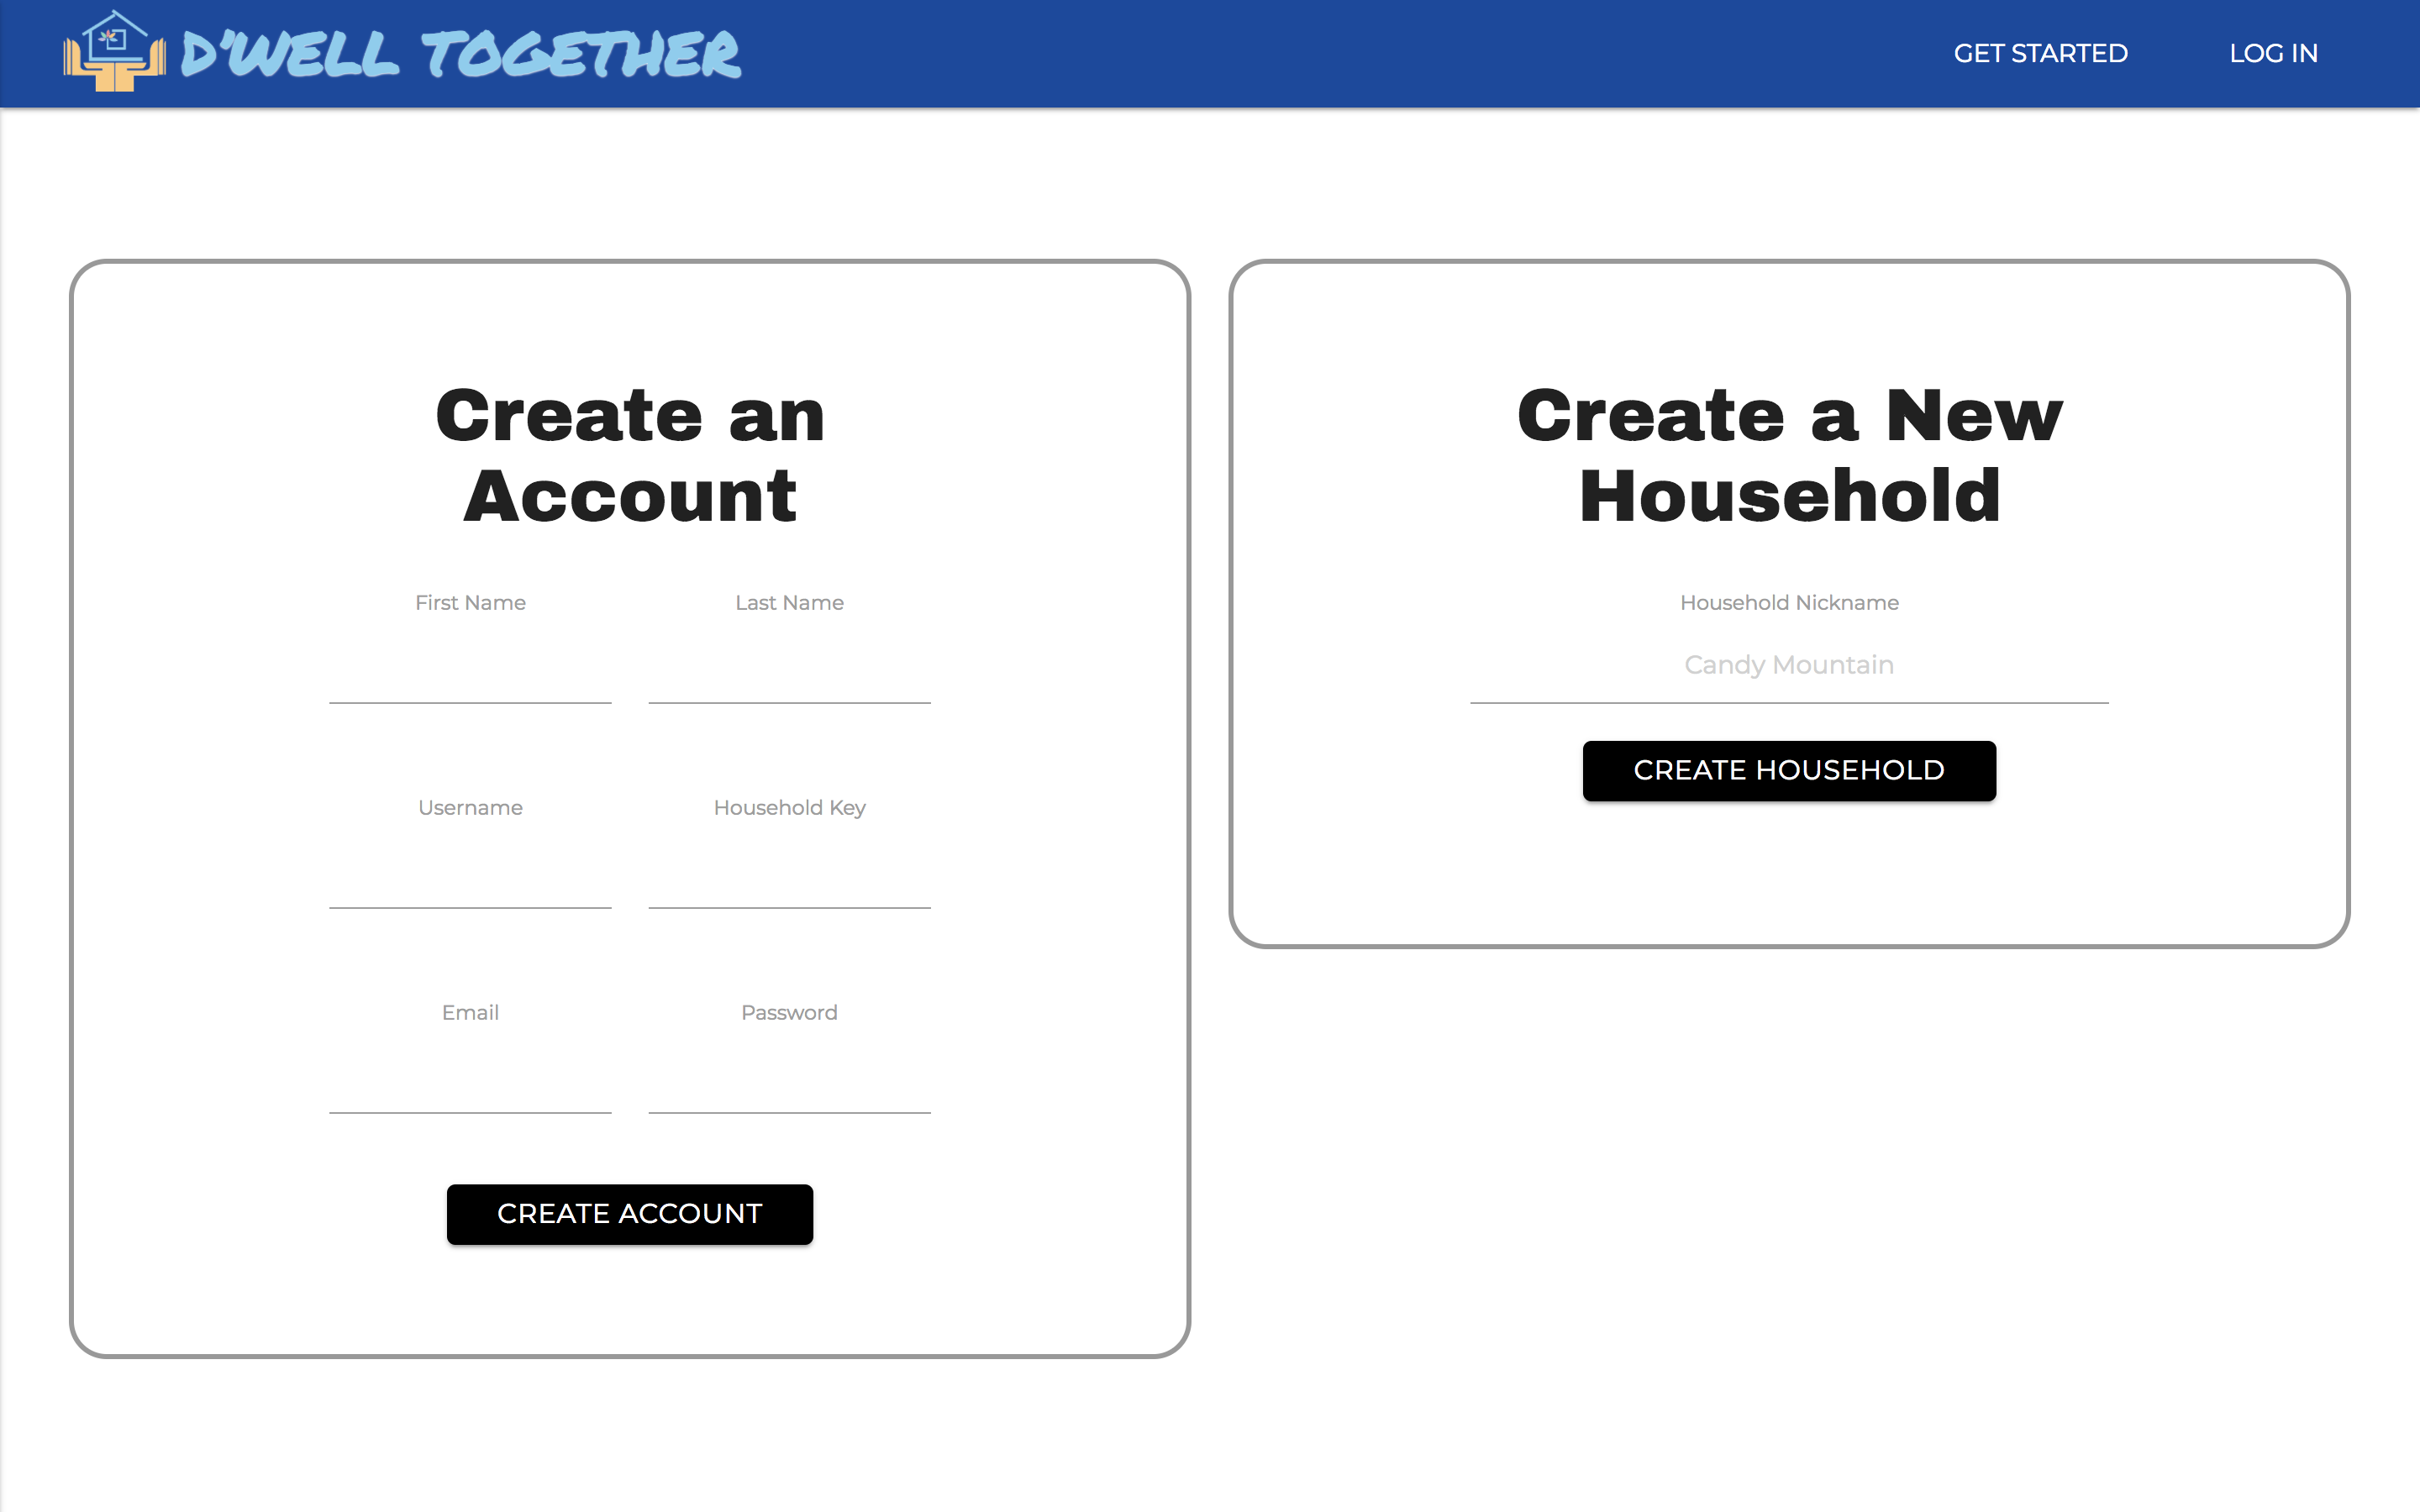 D'WELL TOGETHER
GET STARTED
LOG IN
Create an
Account
First Name
Last Name
Username
Household Key
Email
Password
CREATE ACCOUNT
Create a New
Household
Household Nickname
Candy Mountain
CREATE HOUSEHOLD